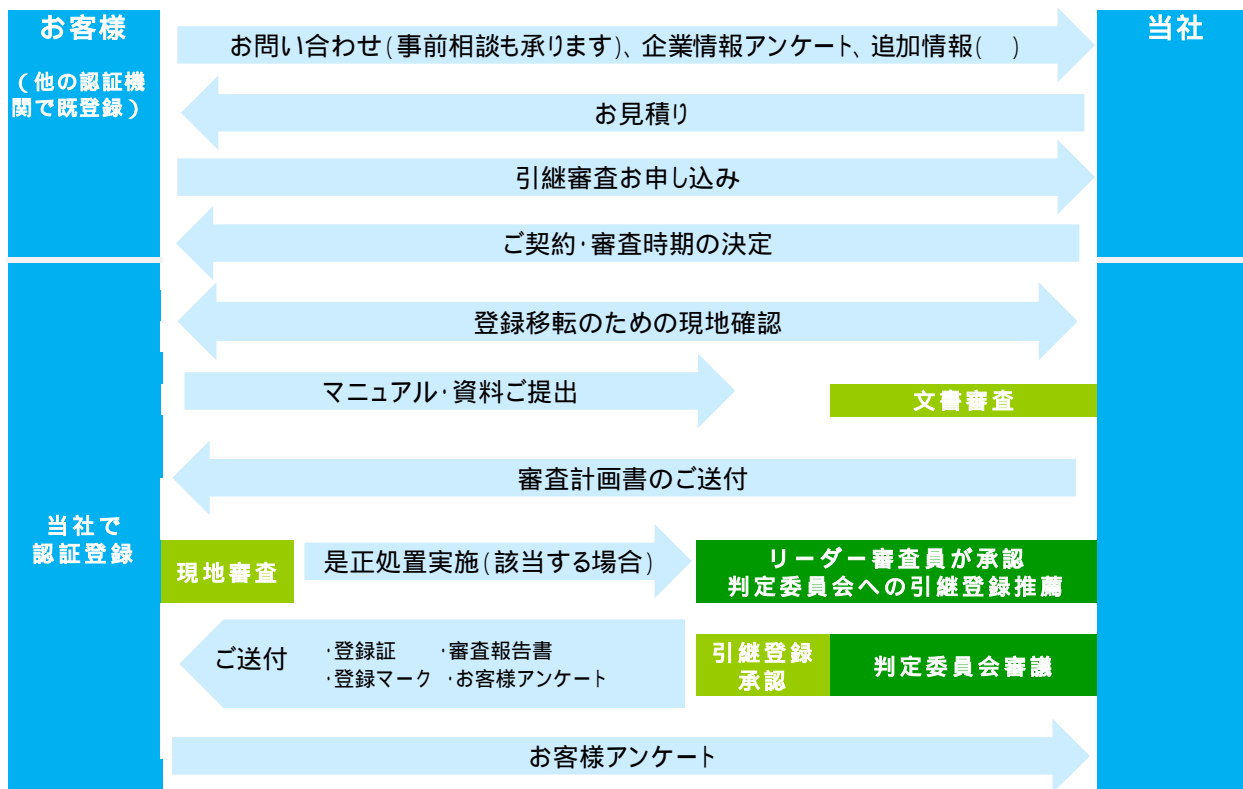 お客様
(他の認証機
関で既登録)
当社
お問い合わせ(事前相談も承ります)、企業情報アンケート、追加情報(　)
お見積り
引継審査お申し込み
ご契約・審査時期の決定
登録移転のための現地確認
マニュアル・資料ご提出
文書審査
審査計画書のご送付
当社で
認証登録
現地審査
是正処置実施(該当する場合)
リーダー審査員が承認
判定委員会への引継登録推薦
ご送付
・登録証　・審査報告書
・登録マーク　・お客様アンケート
引継登録
承認
判定委員会審議
お客様アンケート